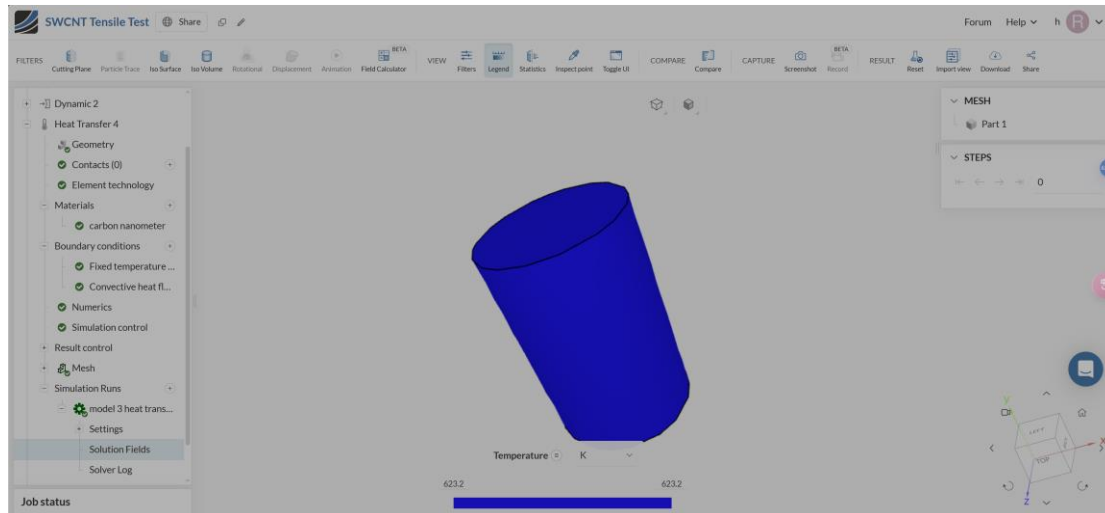 SWCNT Tensile Test Share Forum Help h R
FILTERS Cutting Plane Particle Trace Iso Surface Iso Volume Rotational Displacement Animation BETA Field Calculator VIEW Filters Legend Statistics Inspect point Toggle UI COMPARE Compare CAPTURE Screenshot BETA Record RESULT Reset Import view Download Share
Dynamic 2
Heat Transfer 4
Geometry
Contacts (0)
Element technology
Materials
carbon nanometer
Boundary conditions
Fixed temperature ...
Convective heat fl...
Numerics
Simulation control
Result control
Mesh
Simulation Runs
model 3 heat trans...
Settings
Solution Fields
Solver Log
Job status
MESH
Part 1
STEPS
0
Temperature K
623.2 623.2
y
x
TOP
z